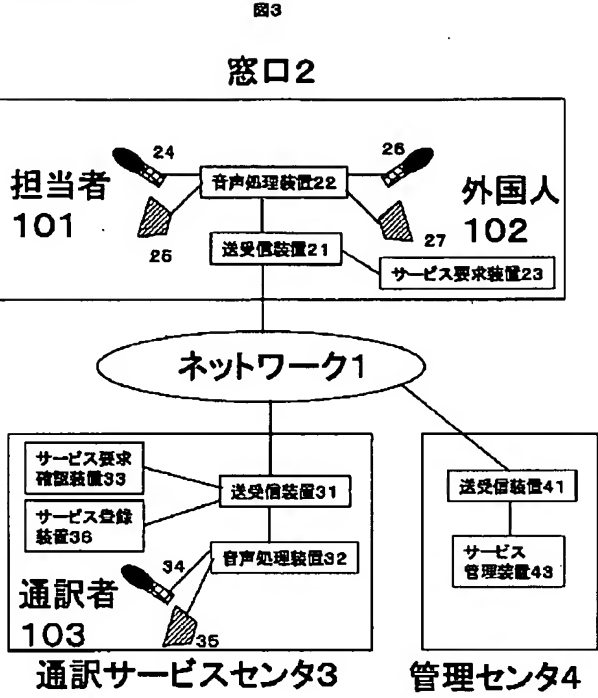 図3
窓口2
担当者
101
24
音声処理装置22
26
外国人
102
26
送受信装置21
27
サービス要求装置23
ネットワーク1
サービス要求
確認装置33
サービス登録
装置36
送受信装置31
音声処理装置32
34
35
通訳者
103
通訳サービスセンタ3
送受信装置41
サービス
管理装置43
管理センタ4